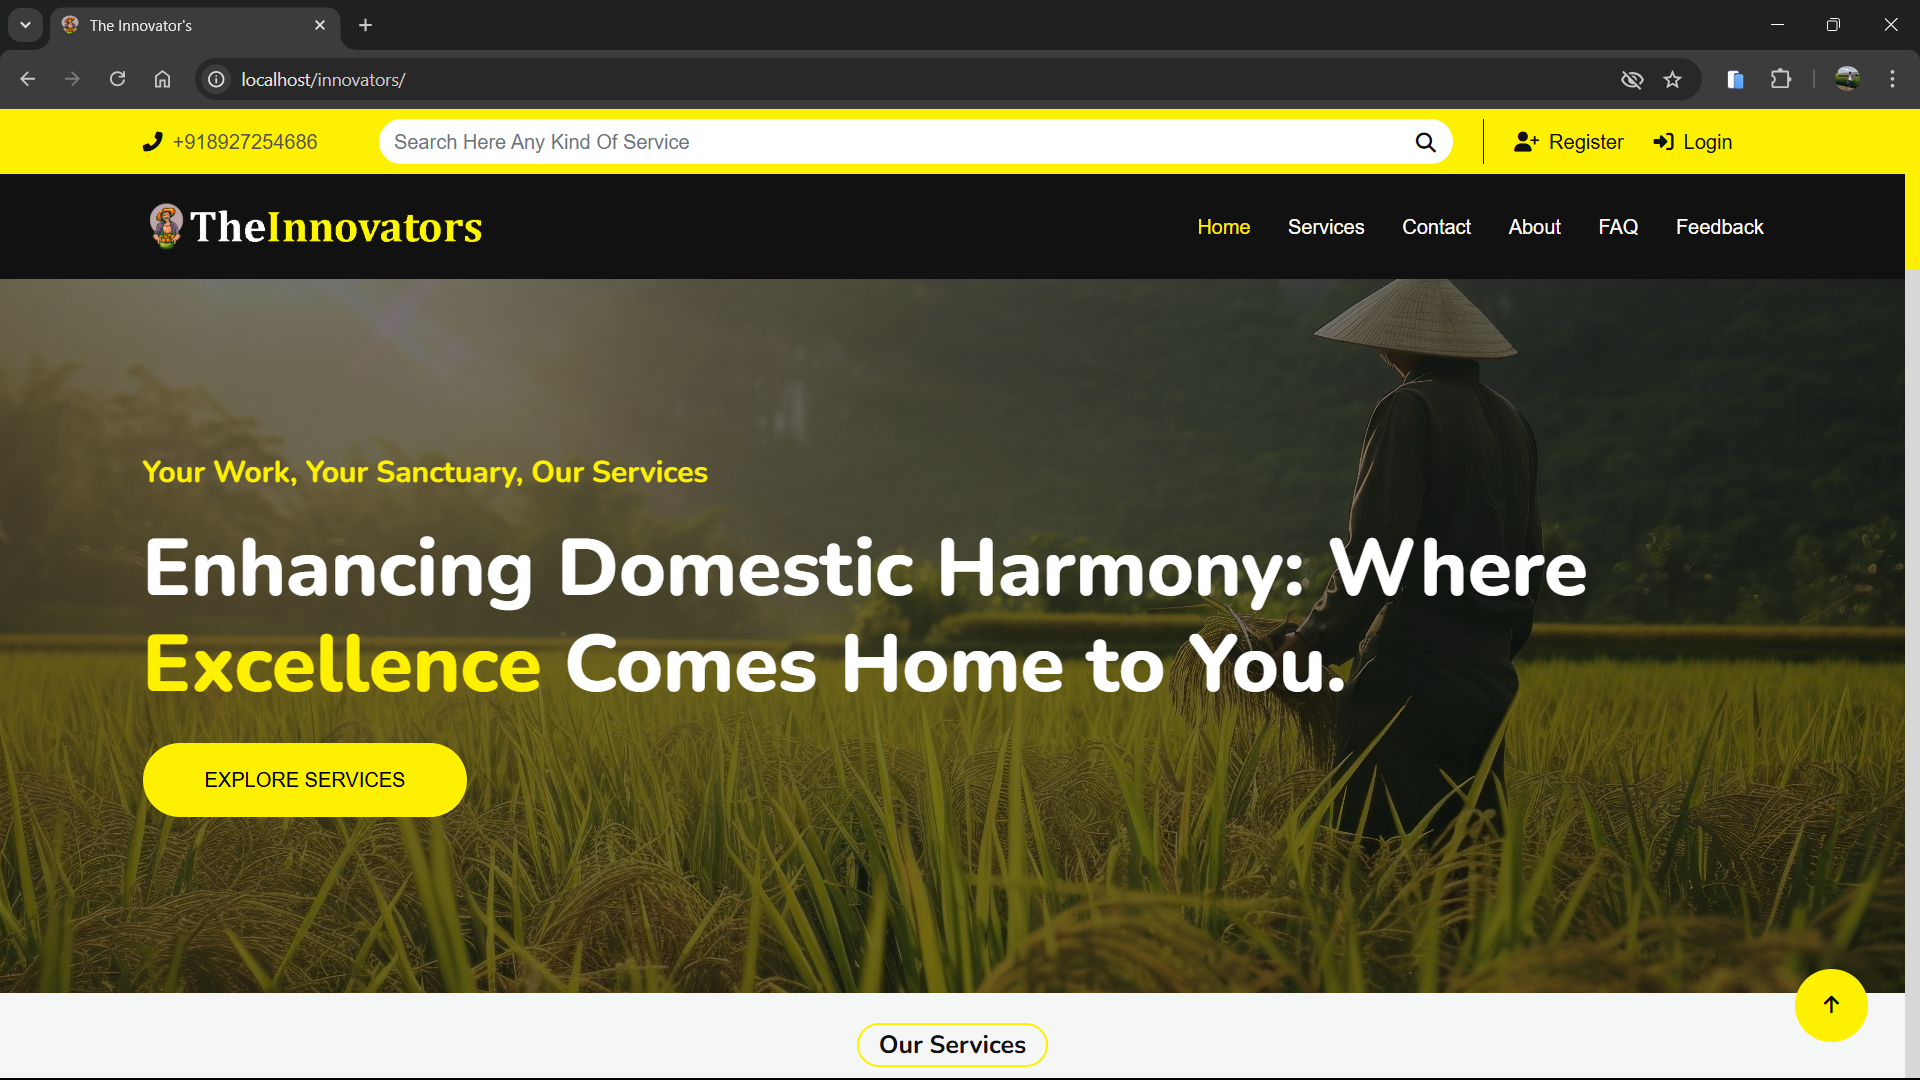 The Innovator's
localhost/innovators/
+918927254686
Search Here Any Kind Of Service
Register
Login
TheInnovators
Home
Services
Contact
About
FAQ
Feedback
Your Work, Your Sanctuary, Our Services
Enhancing Domestic Harmony: Where
Excellence Comes Home to You.
EXPLORE SERVICES
Our Services